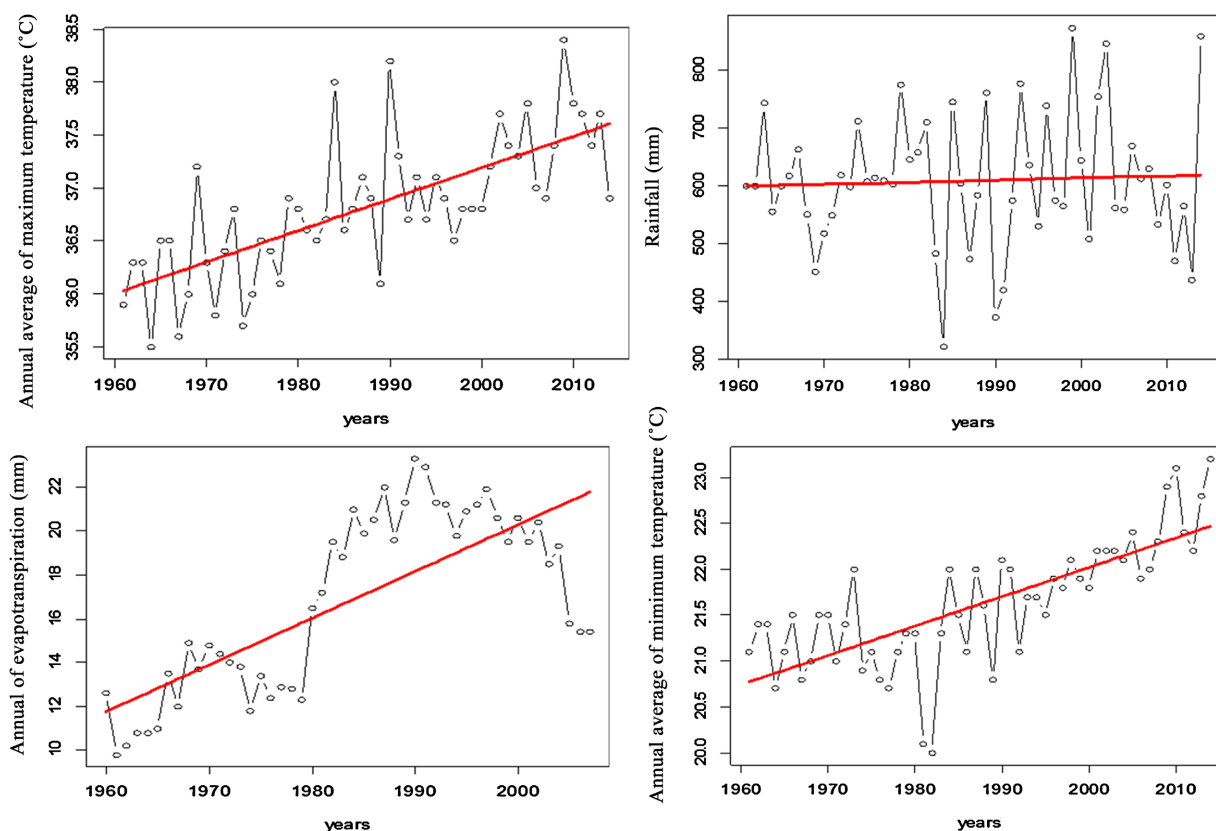 Annual average of maximum temperature (˚C)
38.5
38.0
37.5
37.0
36.5
36.0
35.5
1960 1970 1980 1990 2000 2010
years
Rainfall (mm)
800
700
600
500
400
300
1960 1970 1980 1990 2000 2010
years
Annual of evapotranspiration (mm)
22
20
18
16
14
12
10
1960 1970 1980 1990 2000
years
Annual average of minimum temperature (˚C)
23.0
22.5
22.0
21.5
21.0
20.5
20.0
1960 1970 1980 1990 2000 2010
years